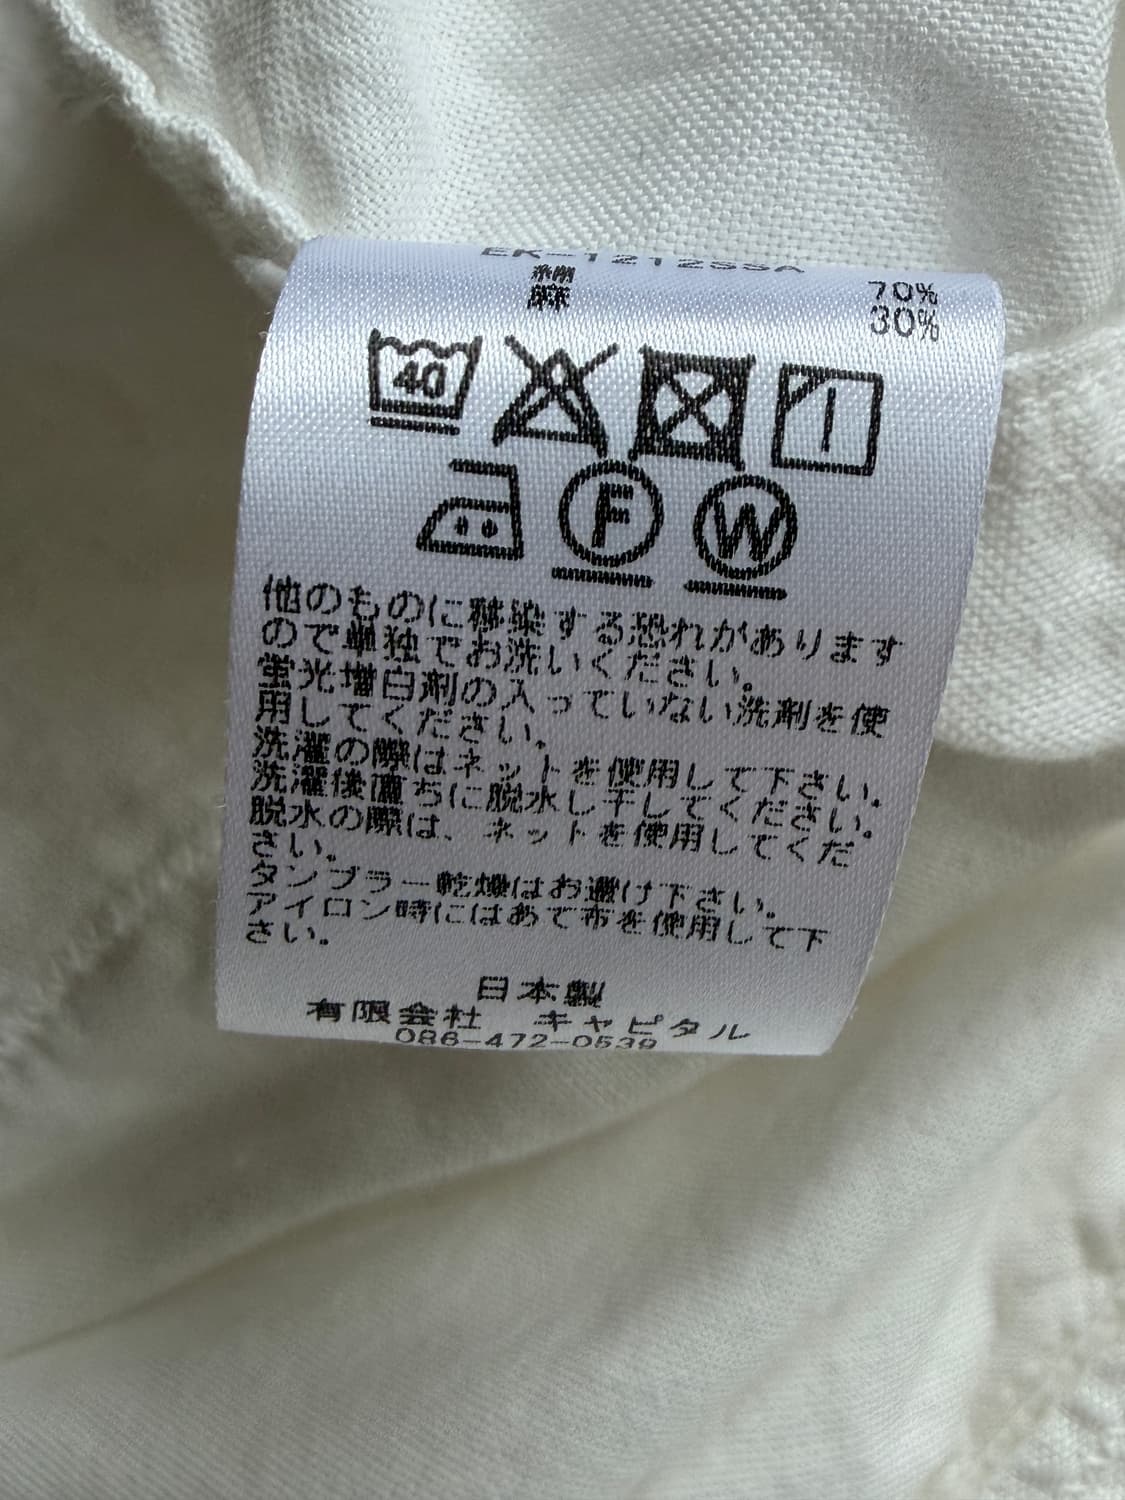 綿 70%
麻 30%
40
F W
他のものに移染する恐れがあります
ので単独でお洗いください。
蛍光増白剤の入っていない洗剤を使
用してください。
洗濯の際はネットを使用して下さい。
洗濯後直ちに脱水し干してください。
脱水の際は、ネットを使用してくだ
さい。
タンブラー乾燥はお避け下さい。
アイロン時にはあて布を使用して下
さい。
日本製
有限会社 キャピタル
086-472-0539